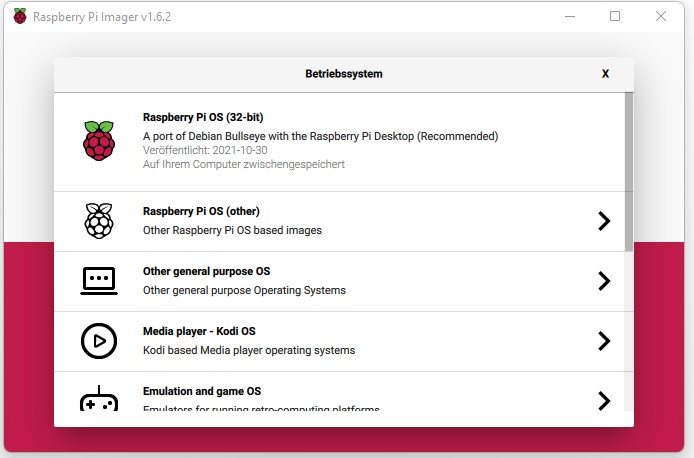 Raspberry Pi Imager v1.6.2
Betriebssystem
X
Raspberry Pi OS (32-bit)
A port of Debian Bullseye with the Raspberry Pi Desktop (Recommended)
Veröffentlicht: 2021-10-30
Auf Ihrem Computer zwischengespeichert
Raspberry Pi OS (other)
Other Raspberry Pi OS based images
Other general purpose OS
Other general purpose Operating Systems
Media player - Kodi OS
Kodi based Media player operating systems
Emulation and game OS
Emulators for running retro-computing platforms